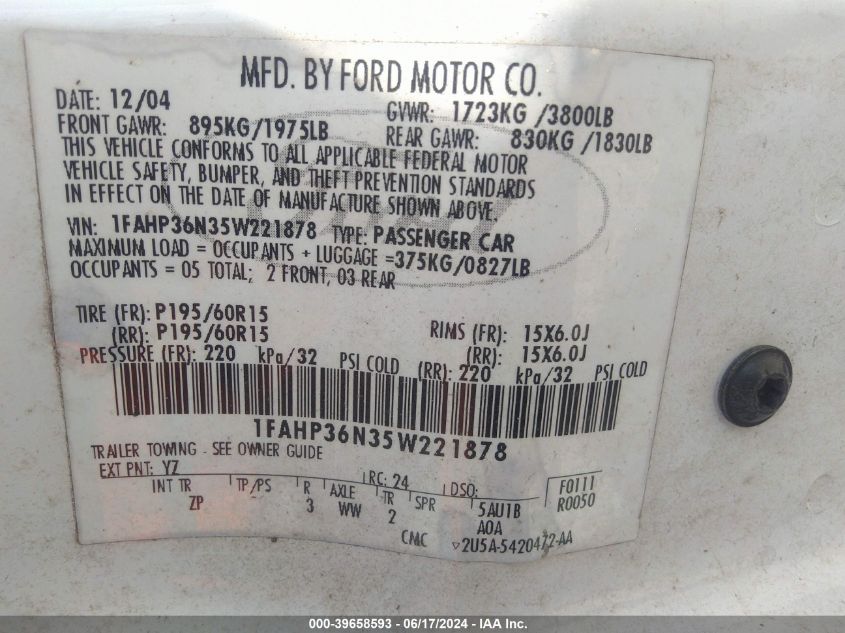 MFD. BY FORD MOTOR CO.
DATE: 12/04 GVWR: 1723KG /3800LB
FRONT GAWR: 895KG/1975LB REAR GAWR: 830KG /1830LB
THIS VEHICLE CONFORMS TO ALL APPLICABLE FEDERAL MOTOR
VEHICLE SAFETY, BUMPER, AND THEFT PREVENTION STANDARDS
IN EFFECT ON THE DATE OF MANUFACTURE SHOWN ABOVE.
VIN: 1FAHP36N35W221878 TYPE: PASSENGER CAR
MAXIMUM LOAD = OCCUPANTS + LUGGAGE =375KG/0827LB
OCCUPANTS = 05 TOTAL; 2 FRONT, 03 REAR
TIRE (FR): P195/60R15 RIMS (FR): 15X6.0J
(RR): P195/60R15 (RR): 15X6.0J
PRESSURE (FR): 220 kPa/32 PSI COLD (RR): 220 kPa/32 PSI COLD
1FAHP36N35W221878
TRAILER TOWING - SEE OWNER GUIDE
EXT PNT: YZ RC: 24 DSO: F0111
R0050
INT TR TP/PS R AXLE TR SPR 5AU1B
ZP 3 WW 2 A0A
CMC ▽2U5A-5420472-AA
000-39658593 - 06/17/2024 - IAA Inc.